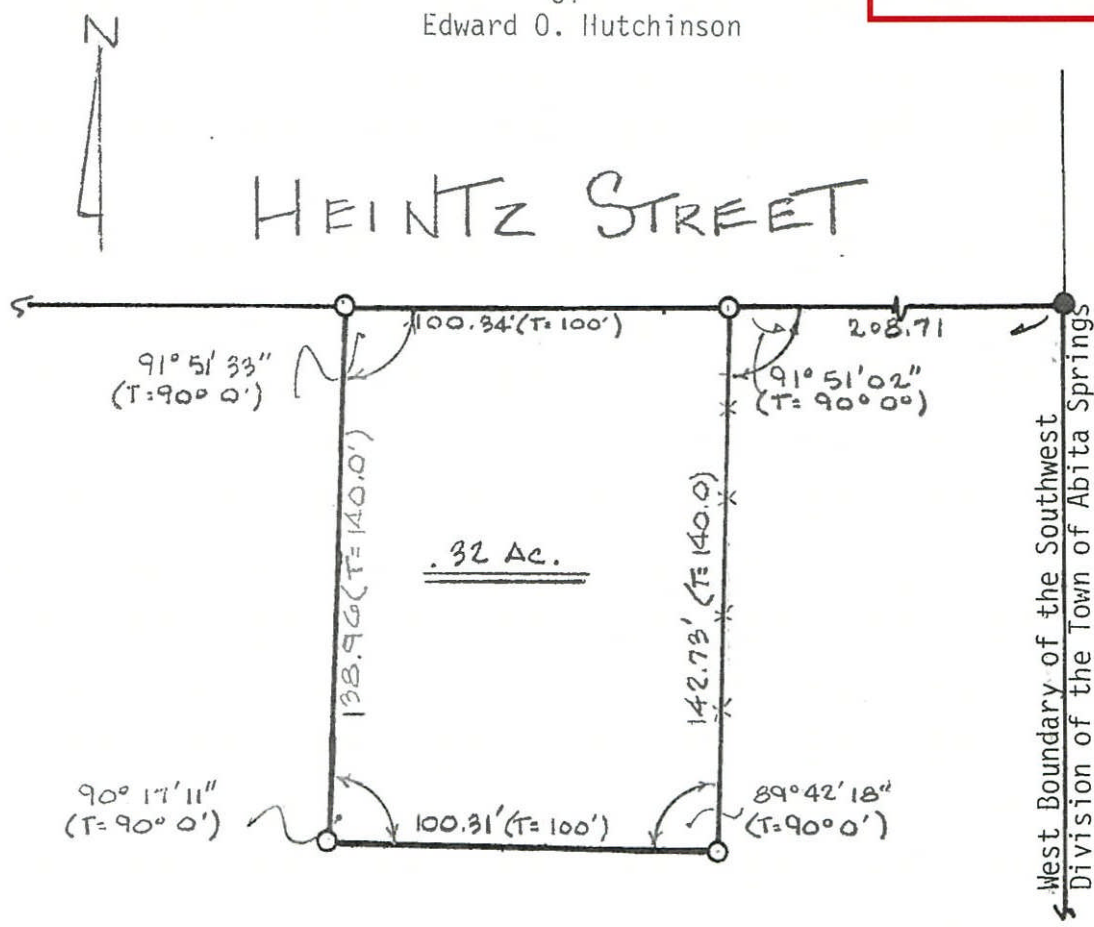 Edward O. Hutchinson
N
HEINTZ STREET
100.34'(T=100')
208.71
91° 51' 33"
(T=90° 0')
91° 51' 02"
(T= 90° 0°)
138.96(T=140.0')
142.73' (T=140.0)
.32 Ac.
90° 17' 11"
(T=90° 0')
100.31'(T=100')
89° 42' 18"
(T=90° 0')
West Boundary of the Southwest
Division of the Town of Abita Springs